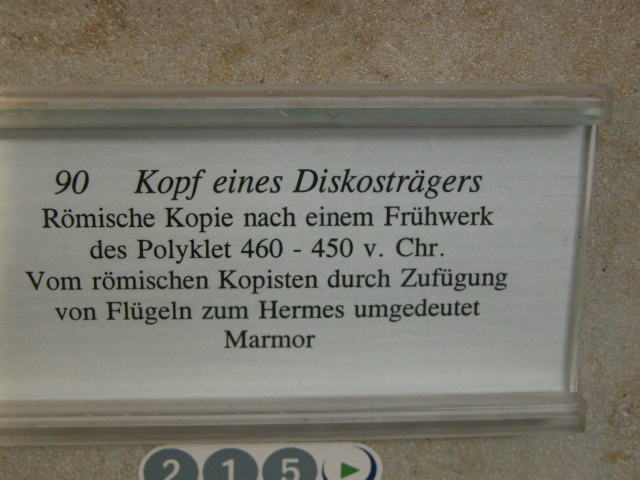 90 Kopf eines Diskosträgers
Römische Kopie nach einem Frühwerk
des Polyklet 460 - 450 v. Chr.
Vom römischen Kopisten durch Zufügung
von Flügeln zum Hermes umgedeutet
Marmor
215